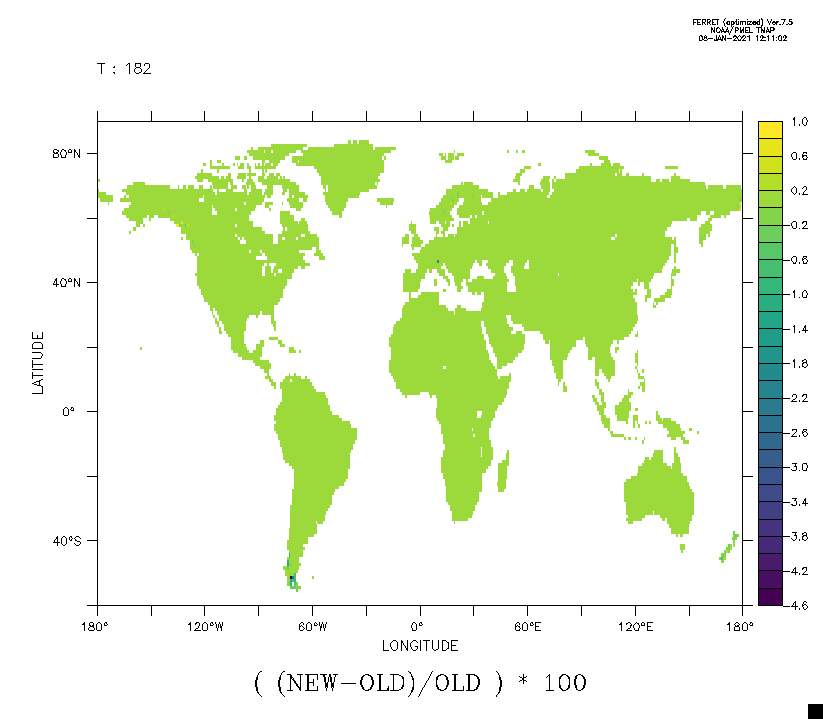 FERRET (optimized) Ver.7.5
NOAA/PMEL TMAP
08-JAN-2021 12:11:02
T : 182
80°N
40°N
0°
40°S
LATITUDE
180°
120°W
60°W
0°
60°E
120°E
180°
LONGITUDE
1.0
0.6
0.2
-0.2
-0.6
-1.0
-1.4
-1.8
-2.2
-2.6
-3.0
-3.4
-3.8
-4.2
-4.6
( (NEW-OLD)/OLD ) * 100